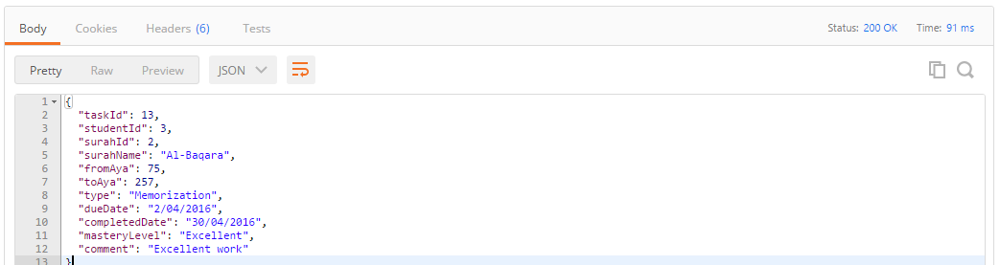 Body Cookies Headers (6) Tests Status: 200 OK Time: 91 ms
Pretty Raw Preview JSON
1 {
2 "taskId": 13,
3 "studentId": 3,
4 "surahId": 2,
5 "surahName": "Al-Baqara",
6 "fromAya": 75,
7 "toAya": 257,
8 "type": "Memorization",
9 "dueDate": "2/04/2016",
10 "completedDate": "30/04/2016",
11 "masteryLevel": "Excellent",
12 "comment": "Excellent work"
13 }